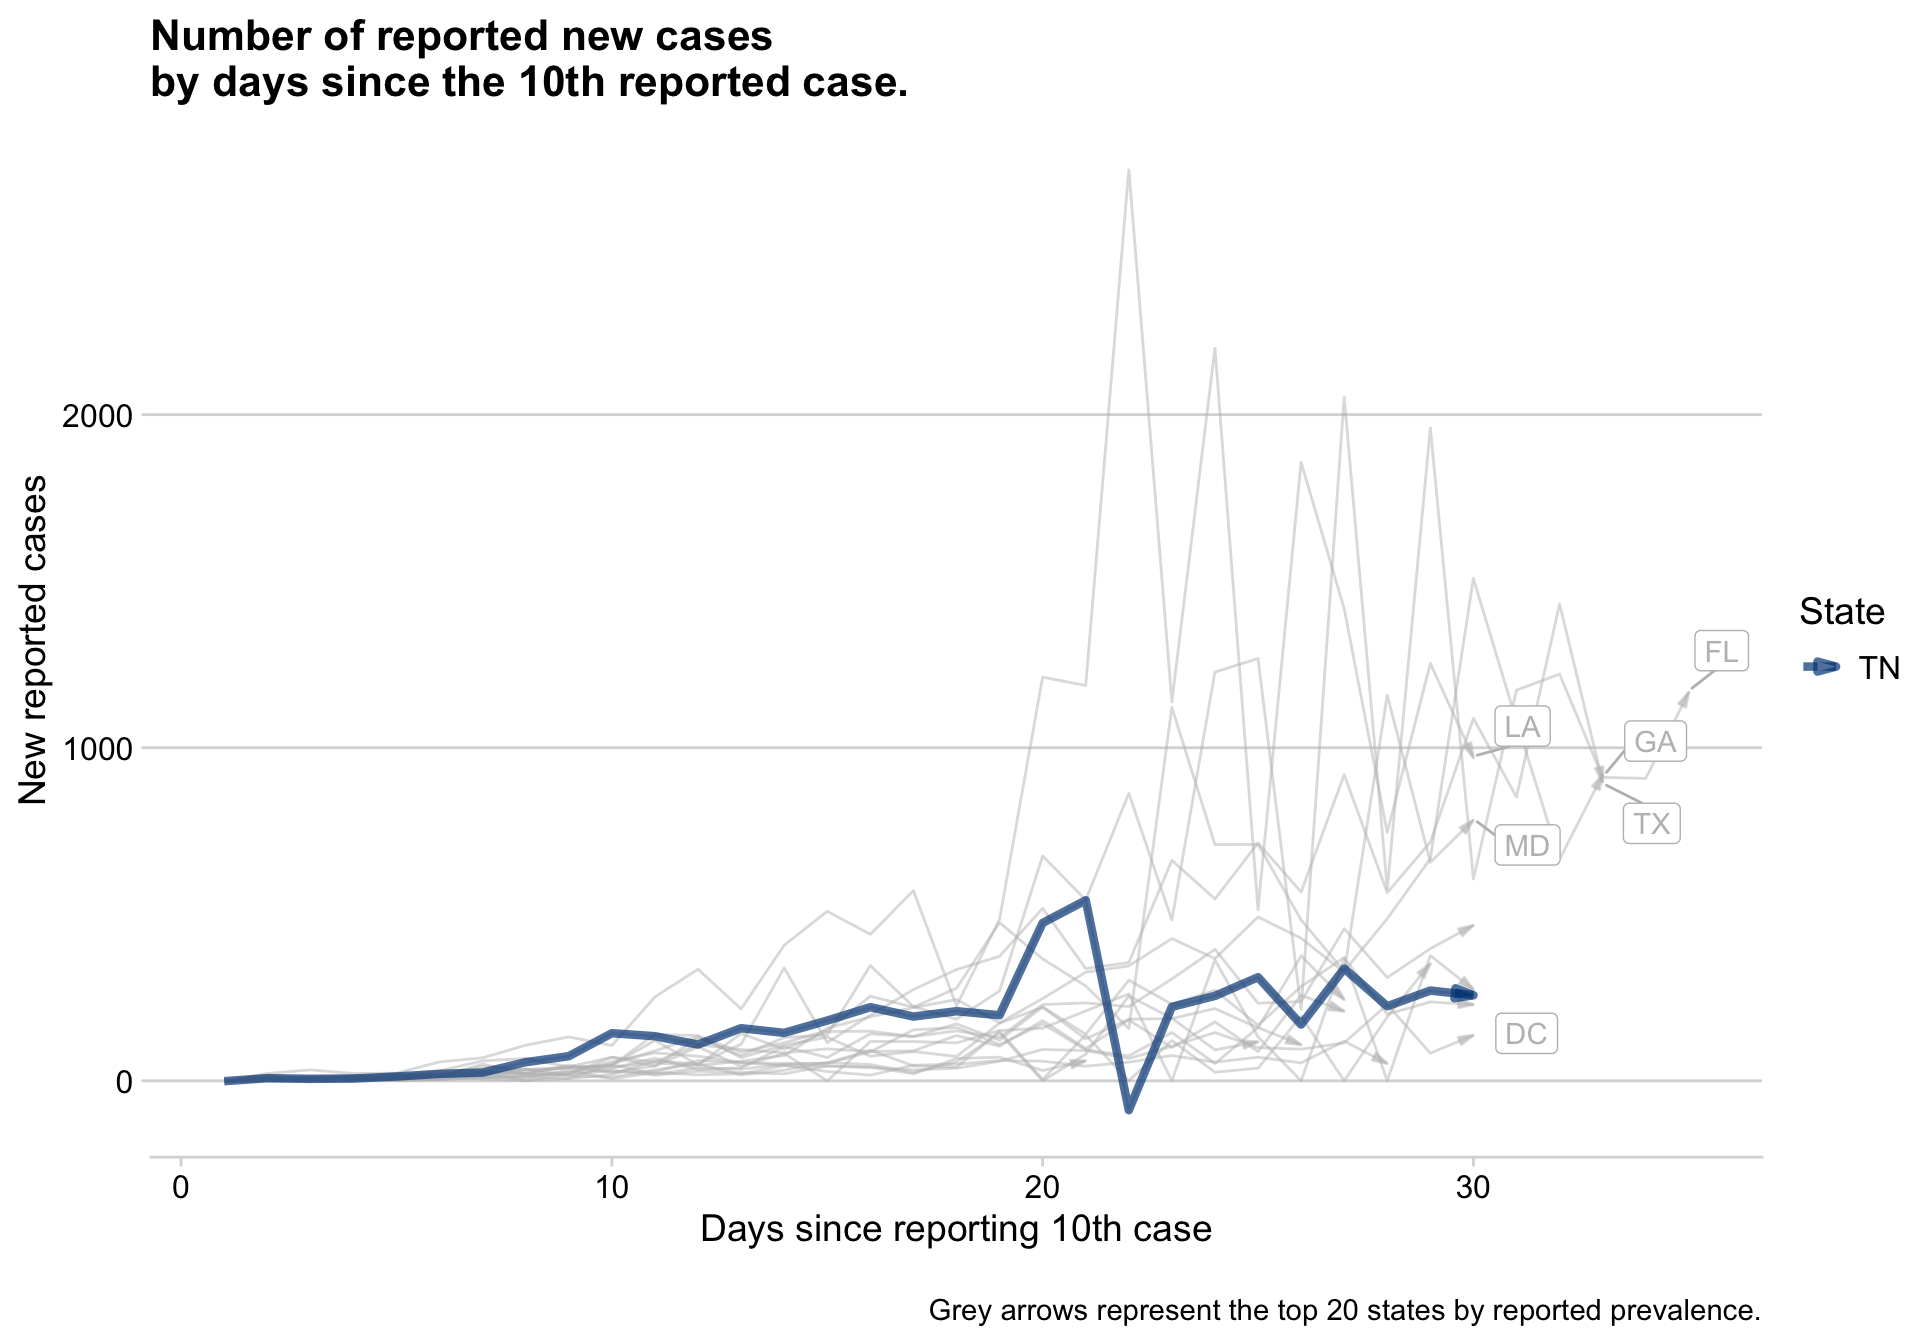 Number of reported new cases
by days since the 10th reported case.
New reported cases
2000
1000
0
FL
LA
GA
TX
MD
DC
State
TN
0
10
20
30
Days since reporting 10th case
Grey arrows represent the top 20 states by reported prevalence.